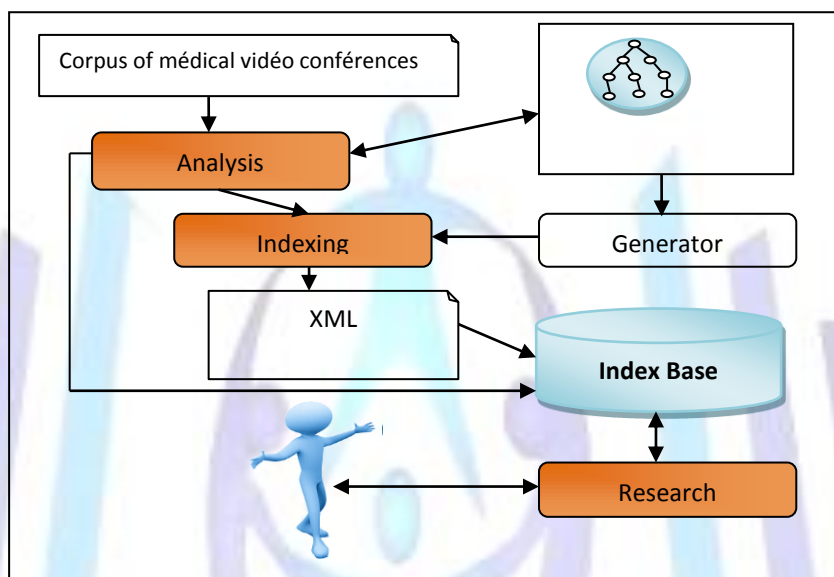 Corpus of médical vidéo conférences
Analysis
Indexing
Generator
XML
Index Base
Research